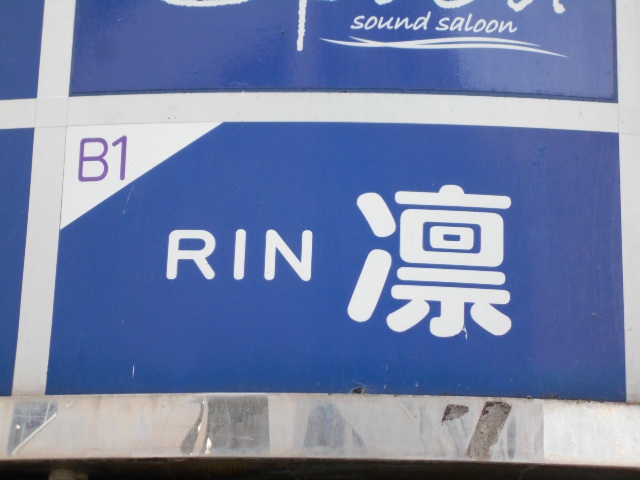 sound saloon
B1
RIN 凛